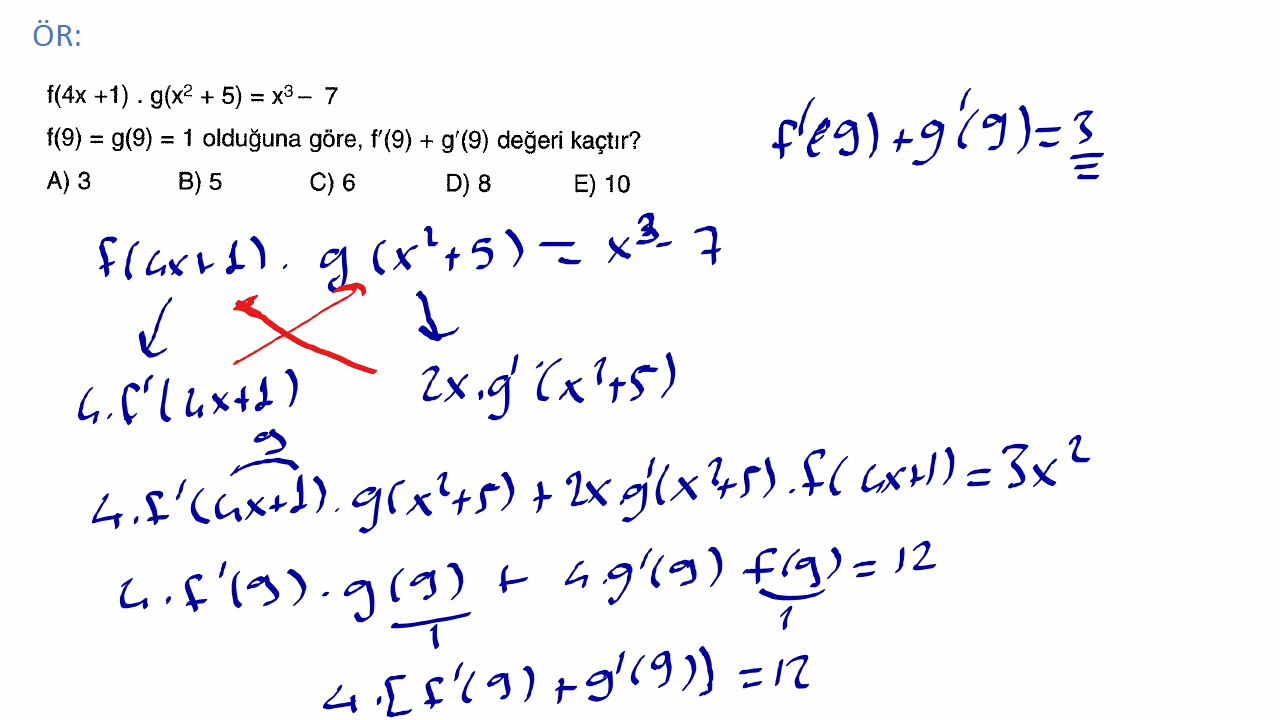 ÖR:
f(4x +1) . g(x² + 5) = x³ – 7
f(9) = g(9) = 1 olduğuna göre, f′(9) + g′(9) değeri kaçtır?
A) 3 B) 5 C) 6 D) 8 E) 10
f′(9) + g′(9) = 3
f(4x+1) . g(x²+5) = x³ - 7
4.f′(4x+1) 2x.g′(x²+5)
9
4.f′(4x+1).g(x²+5) + 2x.g′(x²+5).f(4x+1) = 3x²
4.f′(9).g(9) + 4.g′(9) f(9) = 12
1 1
4.[f′(9) + g′(9)] = 12